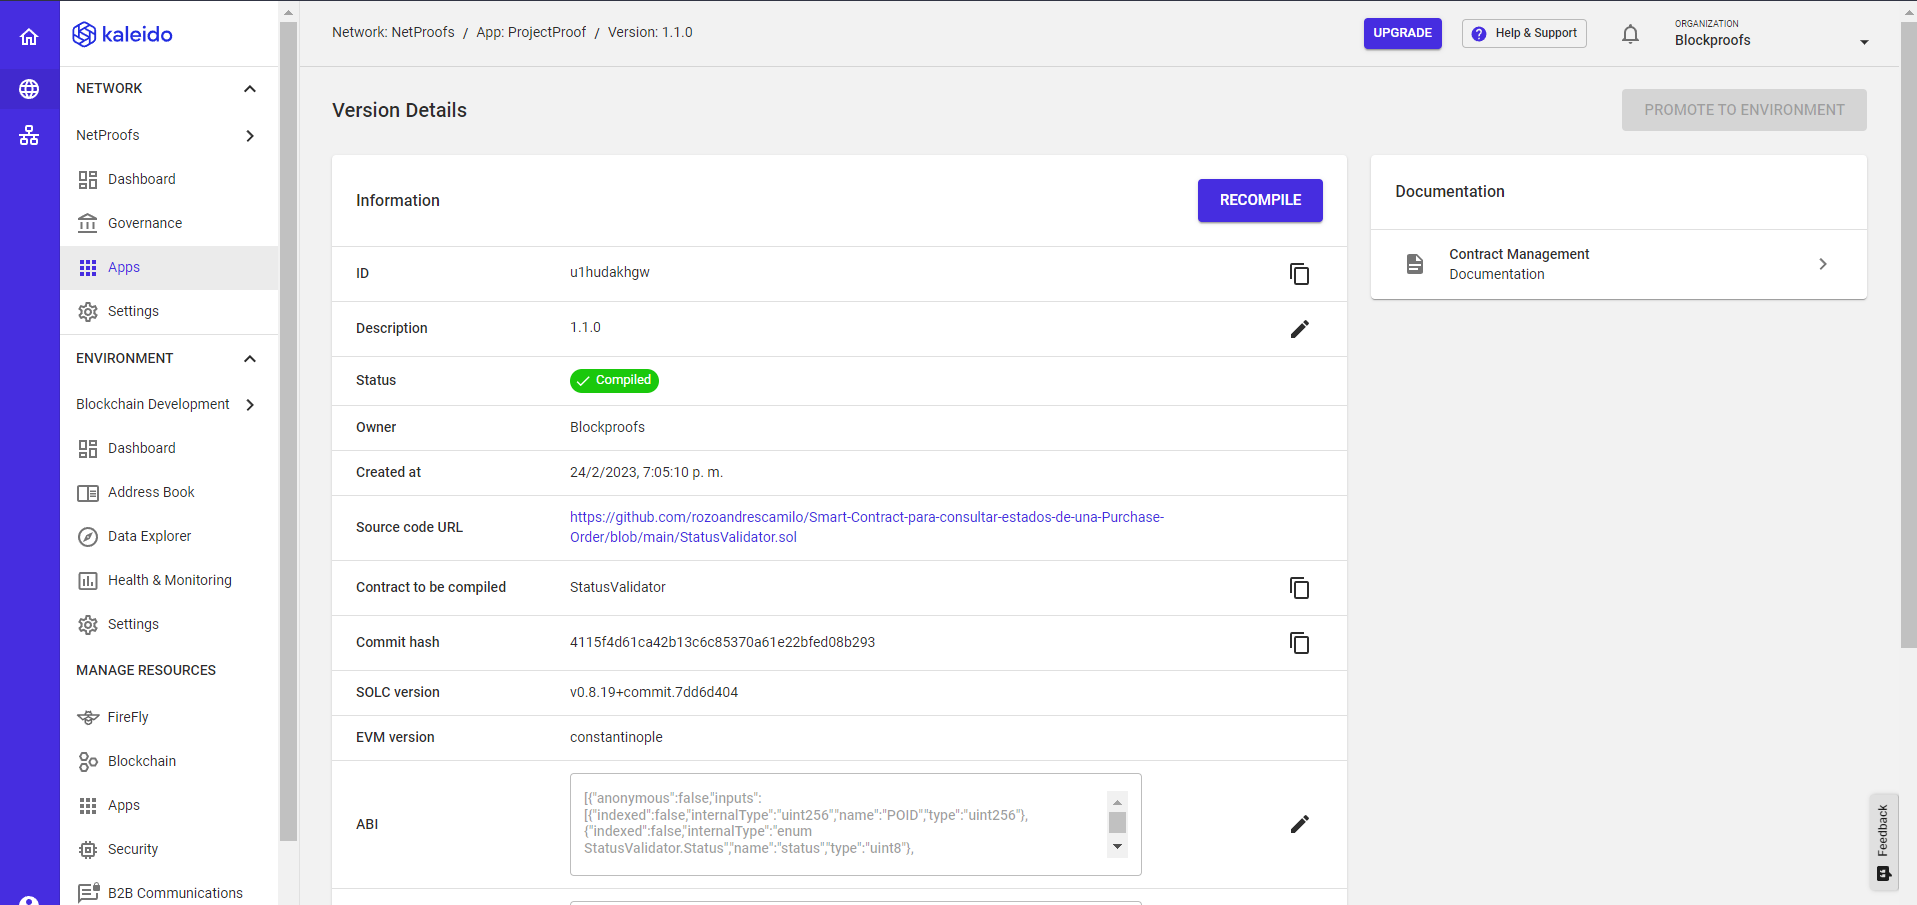 kaleido
NETWORK
NetProofs
Dashboard
Governance
Apps
Settings
ENVIRONMENT
Blockchain Development
Dashboard
Address Book
Data Explorer
Health & Monitoring
Settings
MANAGE RESOURCES
FireFly
Blockchain
Apps
Security
B2B Communications
Network: NetProofs / App: ProjectProof / Version: 1.1.0
UPGRADE
? Help & Support
ORGANIZATION
Blockproofs
Version Details
PROMOTE TO ENVIRONMENT
Information
RECOMPILE
ID u1hudakhgw
Description 1.1.0
Status Compiled
Owner Blockproofs
Created at 24/2/2023, 7:05:10 p. m.
Source code URL
https://github.com/rozoandrescamilo/Smart-Contract-para-consultar-estados-de-una-Purchase-
Order/blob/main/StatusValidator.sol
Contract to be compiled StatusValidator
Commit hash 4115f4d61ca42b13c6c85370a61e22bfed08b293
SOLC version v0.8.19+commit.7dd6d404
EVM version constantinople
ABI
[{"anonymous":false,"inputs":
[{"indexed":false,"internalType":"uint256","name":"POID","type":"uint256"},
{"indexed":false,"internalType":"enum
StatusValidator.Status","name":"status","type":"uint8"},
Documentation
Contract Management
Documentation
Feedback